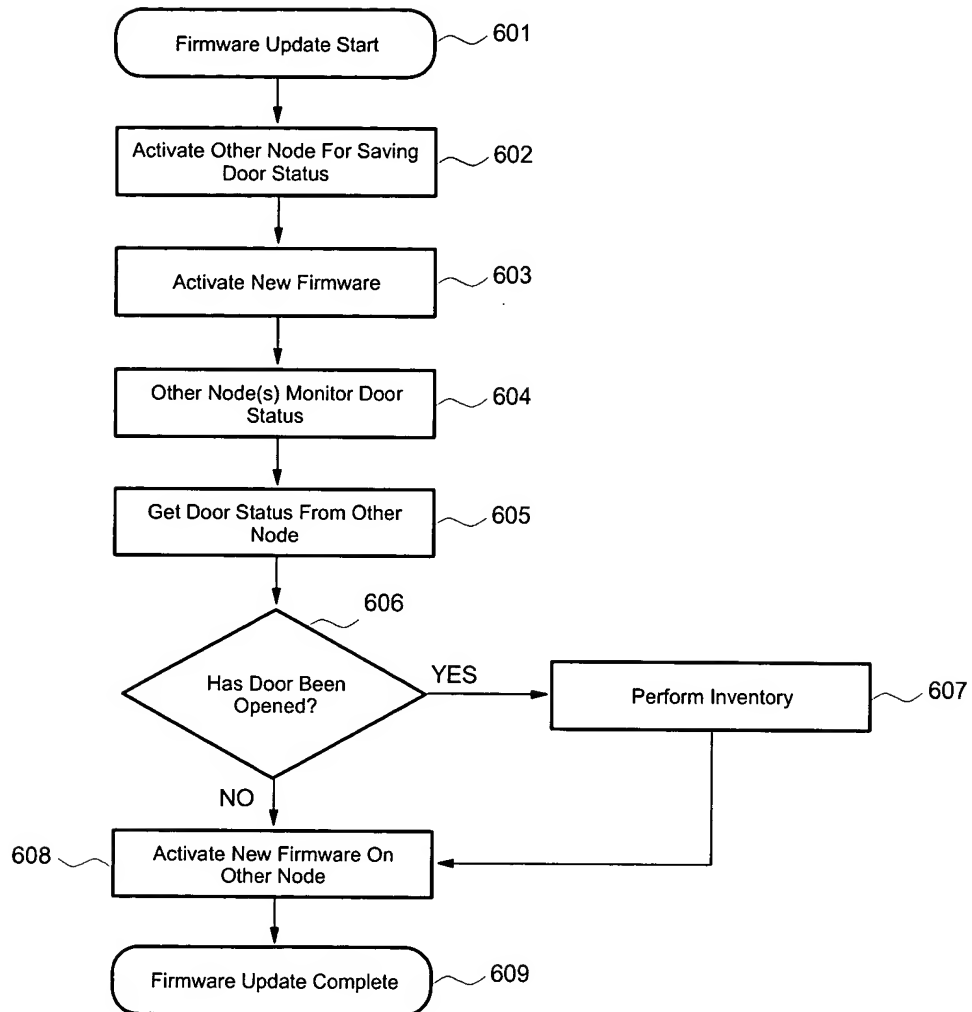 Firmware Update Start
601
Activate Other Node For Saving
Door Status
602
Activate New Firmware
603
Other Node(s) Monitor Door
Status
604
Get Door Status From Other
Node
605
606
Has Door Been
Opened?
YES
Perform Inventory
607
NO
608
Activate New Firmware On
Other Node
Firmware Update Complete
609